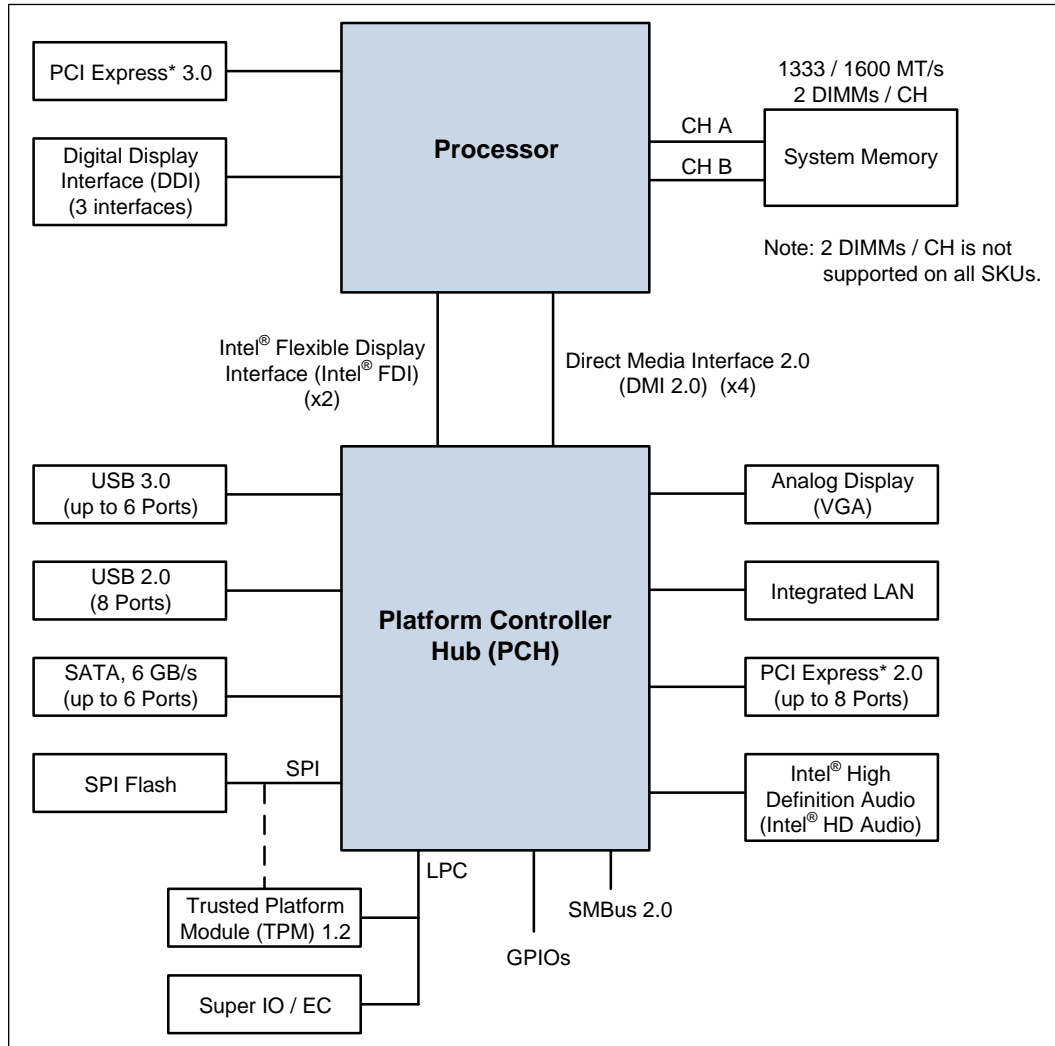 PCI Express* 3.0
Digital Display
Interface (DDI)
(3 interfaces)
Processor
1333 / 1600 MT/s
2 DIMMs / CH
CH A
CH B
System Memory
Note: 2 DIMMs / CH is not
supported on all SKUs.
Intel® Flexible Display
Interface (Intel® FDI)
(x2)
Direct Media Interface 2.0
(DMI 2.0) (x4)
USB 3.0
(up to 6 Ports)
USB 2.0
(8 Ports)
SATA, 6 GB/s
(up to 6 Ports)
SPI Flash
SPI
Platform Controller
Hub (PCH)
Analog Display
(VGA)
Integrated LAN
PCI Express* 2.0
(up to 8 Ports)
Intel® High
Definition Audio
(Intel® HD Audio)
LPC
Trusted Platform
Module (TPM) 1.2
Super IO / EC
SMBus 2.0
GPIOs